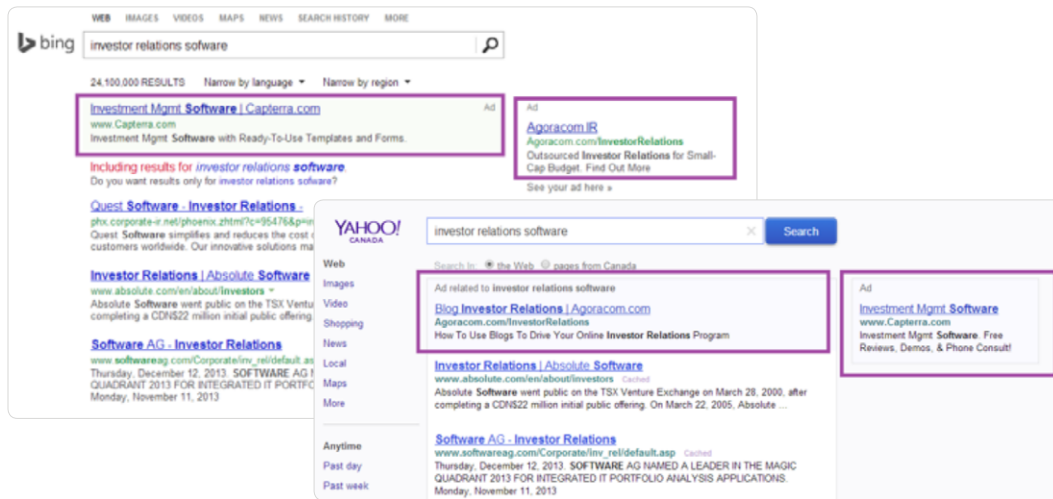 WEB IMAGES VIDEOS MAPS NEWS SEARCH HISTORY MORE
bing
investor relations sofware
24,100,000 RESULTS Narrow by language Narrow by region
Investment Mgmt Software | Capterra.com Ad
www.Capterra.com
Investment Mgmt Software with Ready-To-Use Templates and Forms.
Ad
Agoracom IR
Agoracom.com/InvestorRelations
Outsourced Investor Relations for Small-
Cap Budget. Find Out More
See your ad here »
Including results for investor relations software.
Do you want results only for investor relations sofware?
Quest Software - Investor Relations -
phx.corporate-ir.net/phoenix.zhtml?c=95476&p=
Quest Software simplifies and reduces the cost
customers worldwide. Our innovative solutions ma
Investor Relations | Absolute Software
www.absolute.com/en/about/investors
Absolute Software went public on the TSX Ventu
completing a CDN$22 million initial public offering
Software AG - Investor Relations
www.softwareag.com/Corporate/inv_rel/default.as
Thursday, December 12, 2013. SOFTWARE AG
QUADRANT 2013 FOR INTEGRATED IT PORTFO
Monday, November 11, 2013
YAHOO!
CANADA
investor relations software Search
Search In: the Web pages from Canada
Web
Images
Video
Shopping
News
Local
Maps
More
Anytime
Past day
Past week
Ad related to investor relations software
Blog Investor Relations | Agoracom.com
Agoracom.com/InvestorRelations
How To Use Blogs To Drive Your Online Investor Relations Program
Ad
Investment Mgmt Software
www.Capterra.com
Investment Mgmt Software. Free
Reviews, Demos, & Phone Consult!
Investor Relations | Absolute Software
www.absolute.com/en/about/investors Cached
Absolute Software went public on the TSX Venture Exchange on March 28, 2000, after
completing a CDN$22 million initial public offering. On March 22, 2005, Absolute ...
Software AG - Investor Relations
www.softwareag.com/Corporate/inv_rel/default.asp Cached
Thursday, December 12, 2013. SOFTWARE AG NAMED A LEADER IN THE MAGIC
QUADRANT 2013 FOR INTEGRATED IT PORTFOLIO ANALYSIS APPLICATIONS.
Monday, November 11, 2013